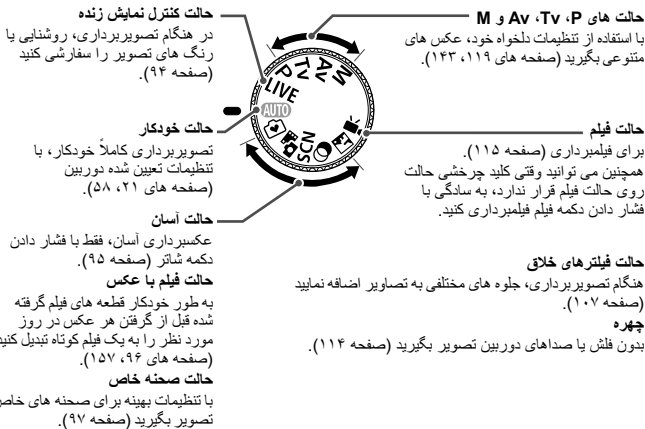 حالت های P، Tv، Av و M
با استفاده از تنظیمات دلخواه خود، عکس های
متنوعی بگیرید (صفحه های ۱۱۹، ۱۴۳).
حالت فیلم
برای فیلمبرداری (صفحه ۱۱۵).
همچنین می توانید وقتی کلید چرخشی حالت
روی حالت فیلم قرار ندارد، به سادگی با
فشار دادن دکمه فیلم فیلمبرداری کنید.
حالت فیلترهای خلاق
هنگام تصویربرداری، جلوه های مختلفی به تصاویر اضافه نمایید
(صفحه ۱۰۷).
چهره
بدون فلش یا صداهای دوربین تصویر بگیرید (صفحه ۱۱۴).
M
Av
Tv
P
LIVE
AUTO
SCN
حالت کنترل نمایش زنده
در هنگام تصویربرداری، روشنایی یا
رنگ های تصویر را سفارشی کنید
(صفحه ۹۴).
حالت خودکار
تصویربرداری کاملاً خودکار، با
تنظیمات تعیین شده دوربین
(صفحه های ۲۱، ۵۸).
حالت آسان
عکسبرداری آسان، فقط با فشار دادن
دکمه شاتر (صفحه ۹۵).
حالت فیلم با عکس
به طور خودکار قطعه های فیلم گرفته
شده قبل از گرفتن هر عکس در روز
مورد نظر را به یک فیلم کوتاه تبدیل کنید
(صفحه های ۹۶، ۱۵۷).
حالت صحنه خاص
با تنظیمات بهینه برای صحنه های خاص
تصویر بگیرید (صفحه ۹۷).